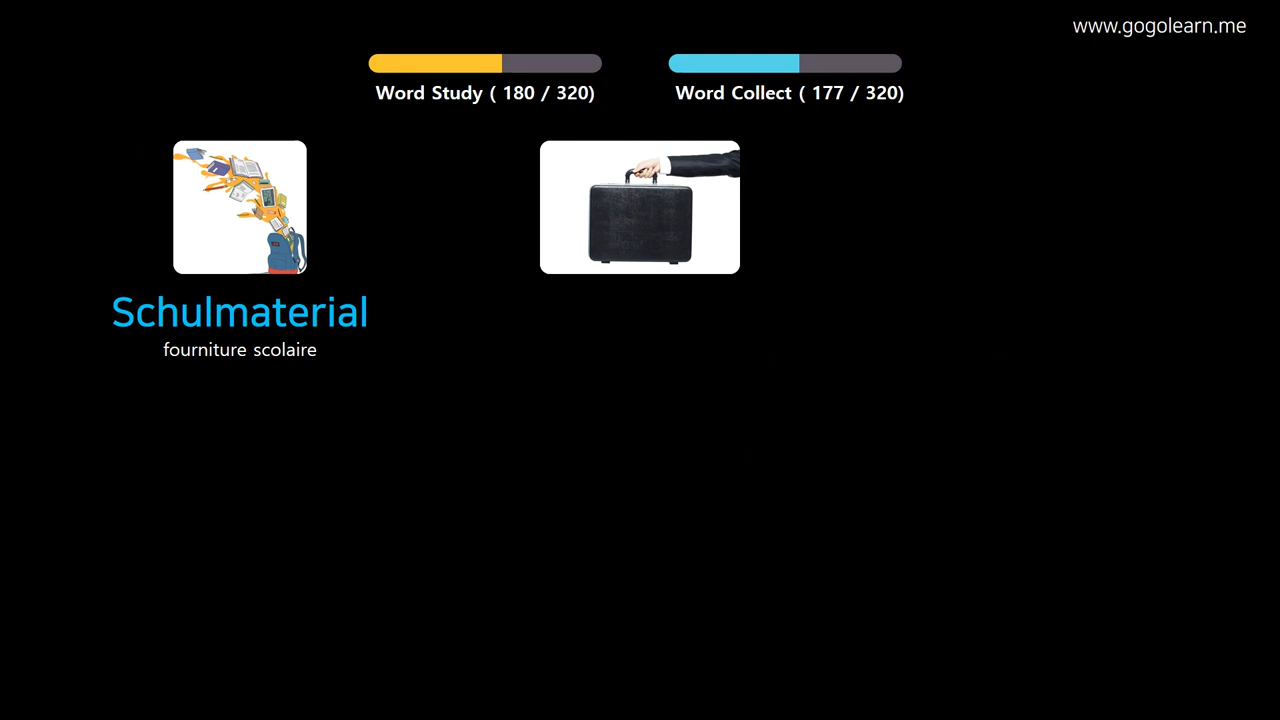 www.gogolearn.me
Word Study ( 180 / 320)
Word Collect ( 177 / 320)
Schulmaterial
fourniture scolaire